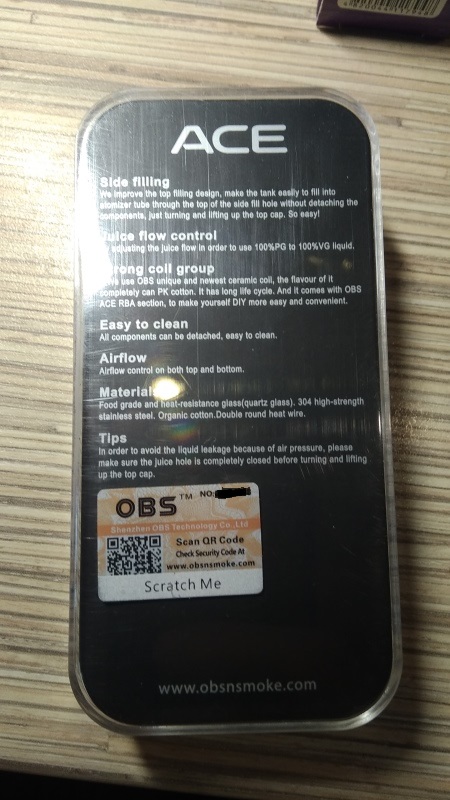 ACE
Side filling
We improve the top filling design, make the tank easily to fill into
atomizer tube through the top of the side fill hole without detaching the
components, just turning and lifting up the top cap. So easy!
Juice flow control
adjusting the juice flow in order to use 100%PG to 100%VG liquid.
Strong coil group
we use OBS unique and newest ceramic coil, the flavour of it
completely can PK cotton. It has long life cycle. And it comes with OBS
ACE RBA section, to make yourself DIY more easy and convenient.
Easy to clean
All components can be detached, easy to clean.
Airflow
Airflow control on both top and bottom.
Material
Food grade and heat-resistance glass(quartz glass). 304 high-strength
stainless steel. Organic cotton.Double round heat wire.
Tips
In order to avoid the liquid leakage because of air pressure, please
make sure the juice hole is completely closed before turning and lifting
up the top cap.
OBS™ NO:
Shenzhen OBS Technology Co.,Ltd
Scan QR Code
Check Security Code At
www.obsnsmoke.com
Scratch Me
www.obsnsmoke.com